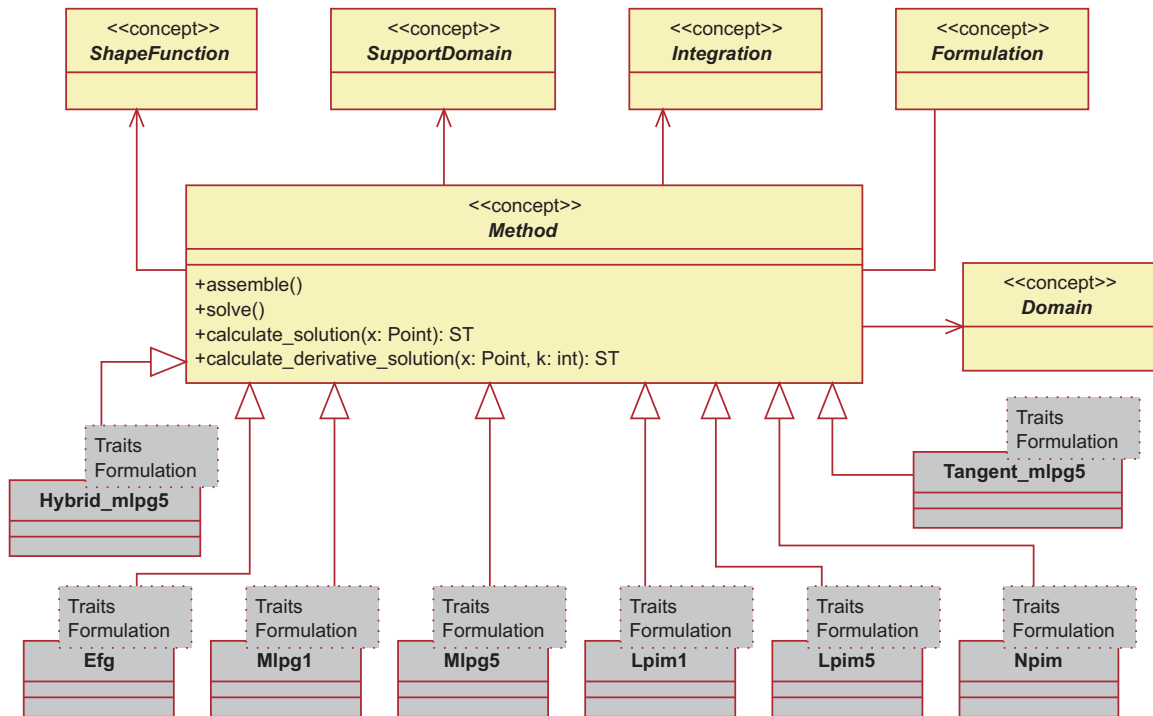 <<concept>>
ShapeFunction
<<concept>>
SupportDomain
<<concept>>
Integration
<<concept>>
Formulation
<<concept>>
Method
+assemble()
+solve()
+calculate_solution(x: Point): ST
+calculate_derivative_solution(x: Point, k: int): ST
<<concept>>
Domain
Traits
Formulation
Hybrid_mlpg5
Traits
Formulation
Tangent_mlpg5
Traits
Formulation
Efg
Traits
Formulation
Mlpg1
Traits
Formulation
Mlpg5
Traits
Formulation
Lpim1
Traits
Formulation
Lpim5
Traits
Formulation
Npim